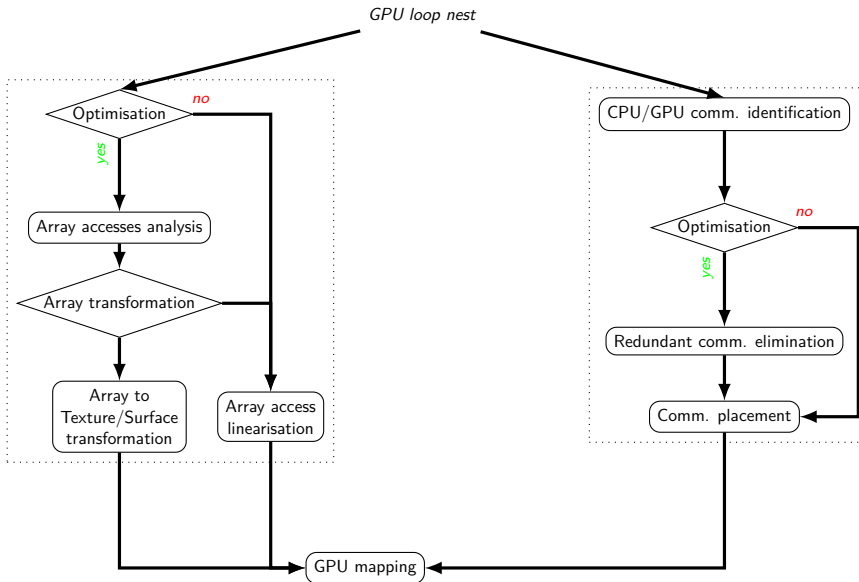 GPU loop nest
Optimisation
no
yes
Array accesses analysis
Array transformation
Array to
Texture/Surface
transformation
Array access
linearisation
CPU/GPU comm. identification
Optimisation
no
yes
Redundant comm. elimination
Comm. placement
GPU mapping